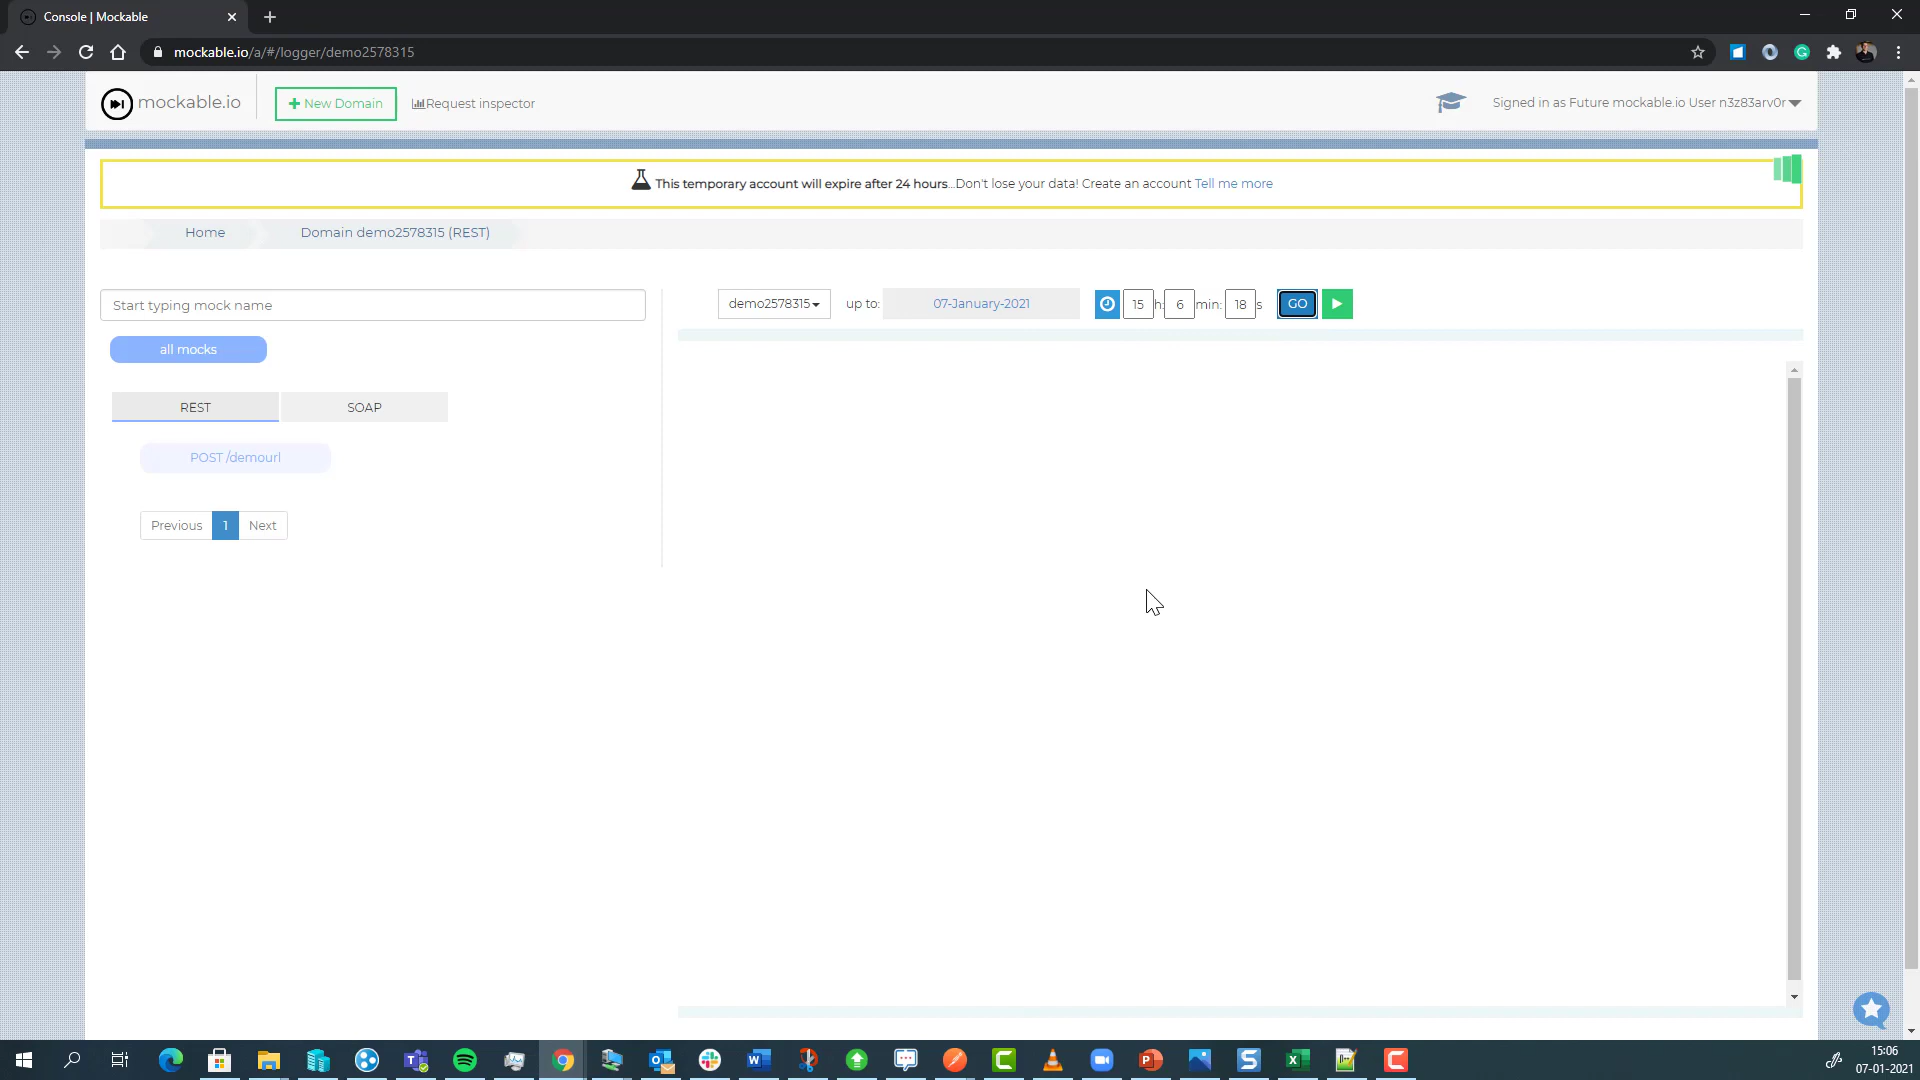 Console | Mockable
mockable.io/a/#/logger/demo2578315
mockable.io
New Domain
Request inspector
Signed in as Future mockable.io User n3z83arv0r
This temporary account will expire after 24 hours...Don't lose your data! Create an account Tell me more
Home
Domain demo2578315 (REST)
Start typing mock name
demo2578315
up to:
07-January-2021
15 h: 6 min: 18 s
GO
all mocks
REST
SOAP
POST /demourl
Previous 1 Next
15:06
07-01-2021